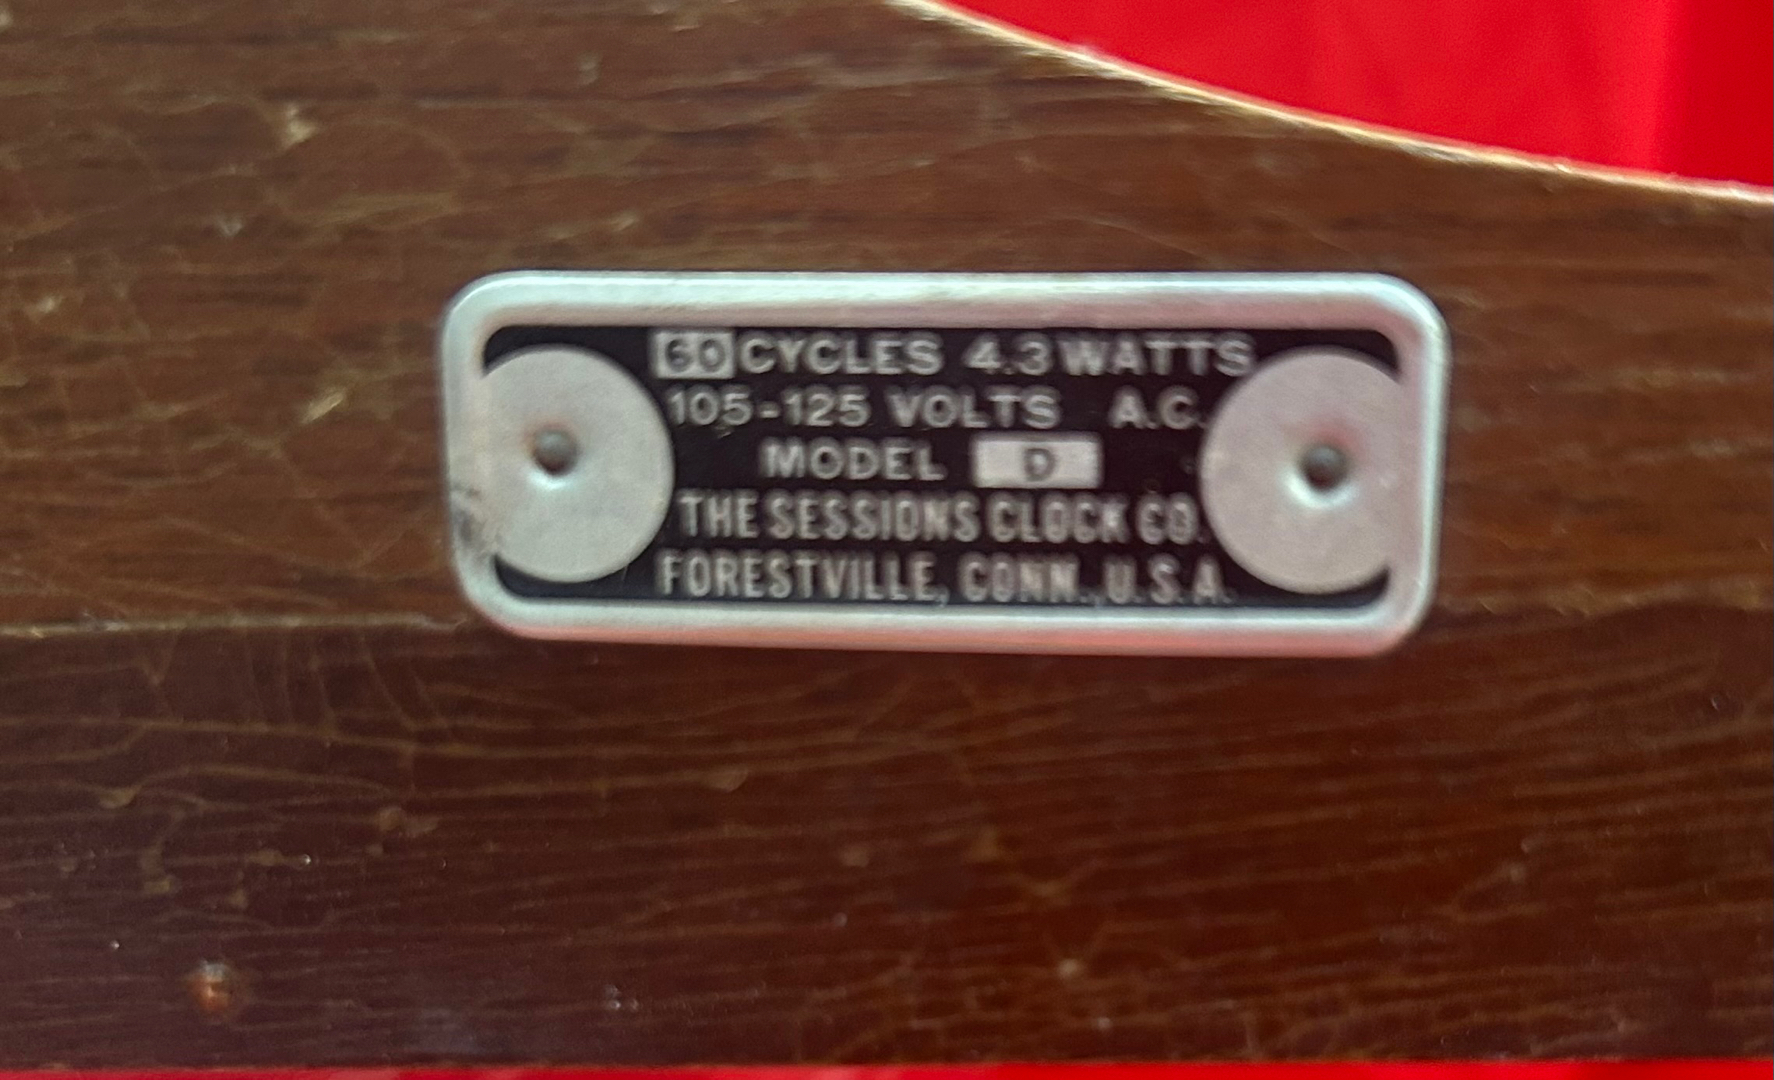 60 CYCLES 4.3 WATTS
105-125 VOLTS A.C.
MODEL D
THE SESSIONS CLOCK CO.
FORESTVILLE, CONN., U.S.A.